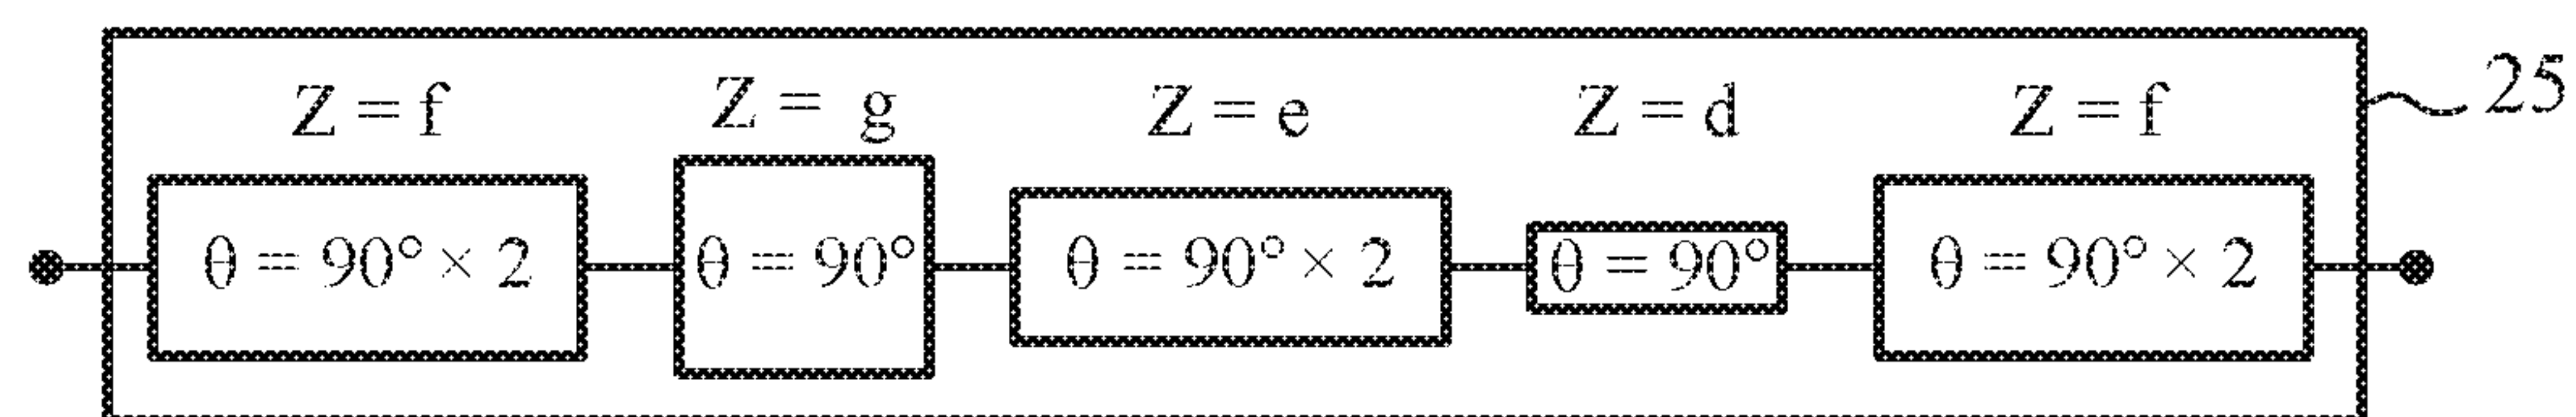 Z = f Z = g Z = e Z = d Z = f 25
θ = 90° × 2 θ = 90° θ = 90° × 2 θ = 90° θ = 90° × 2